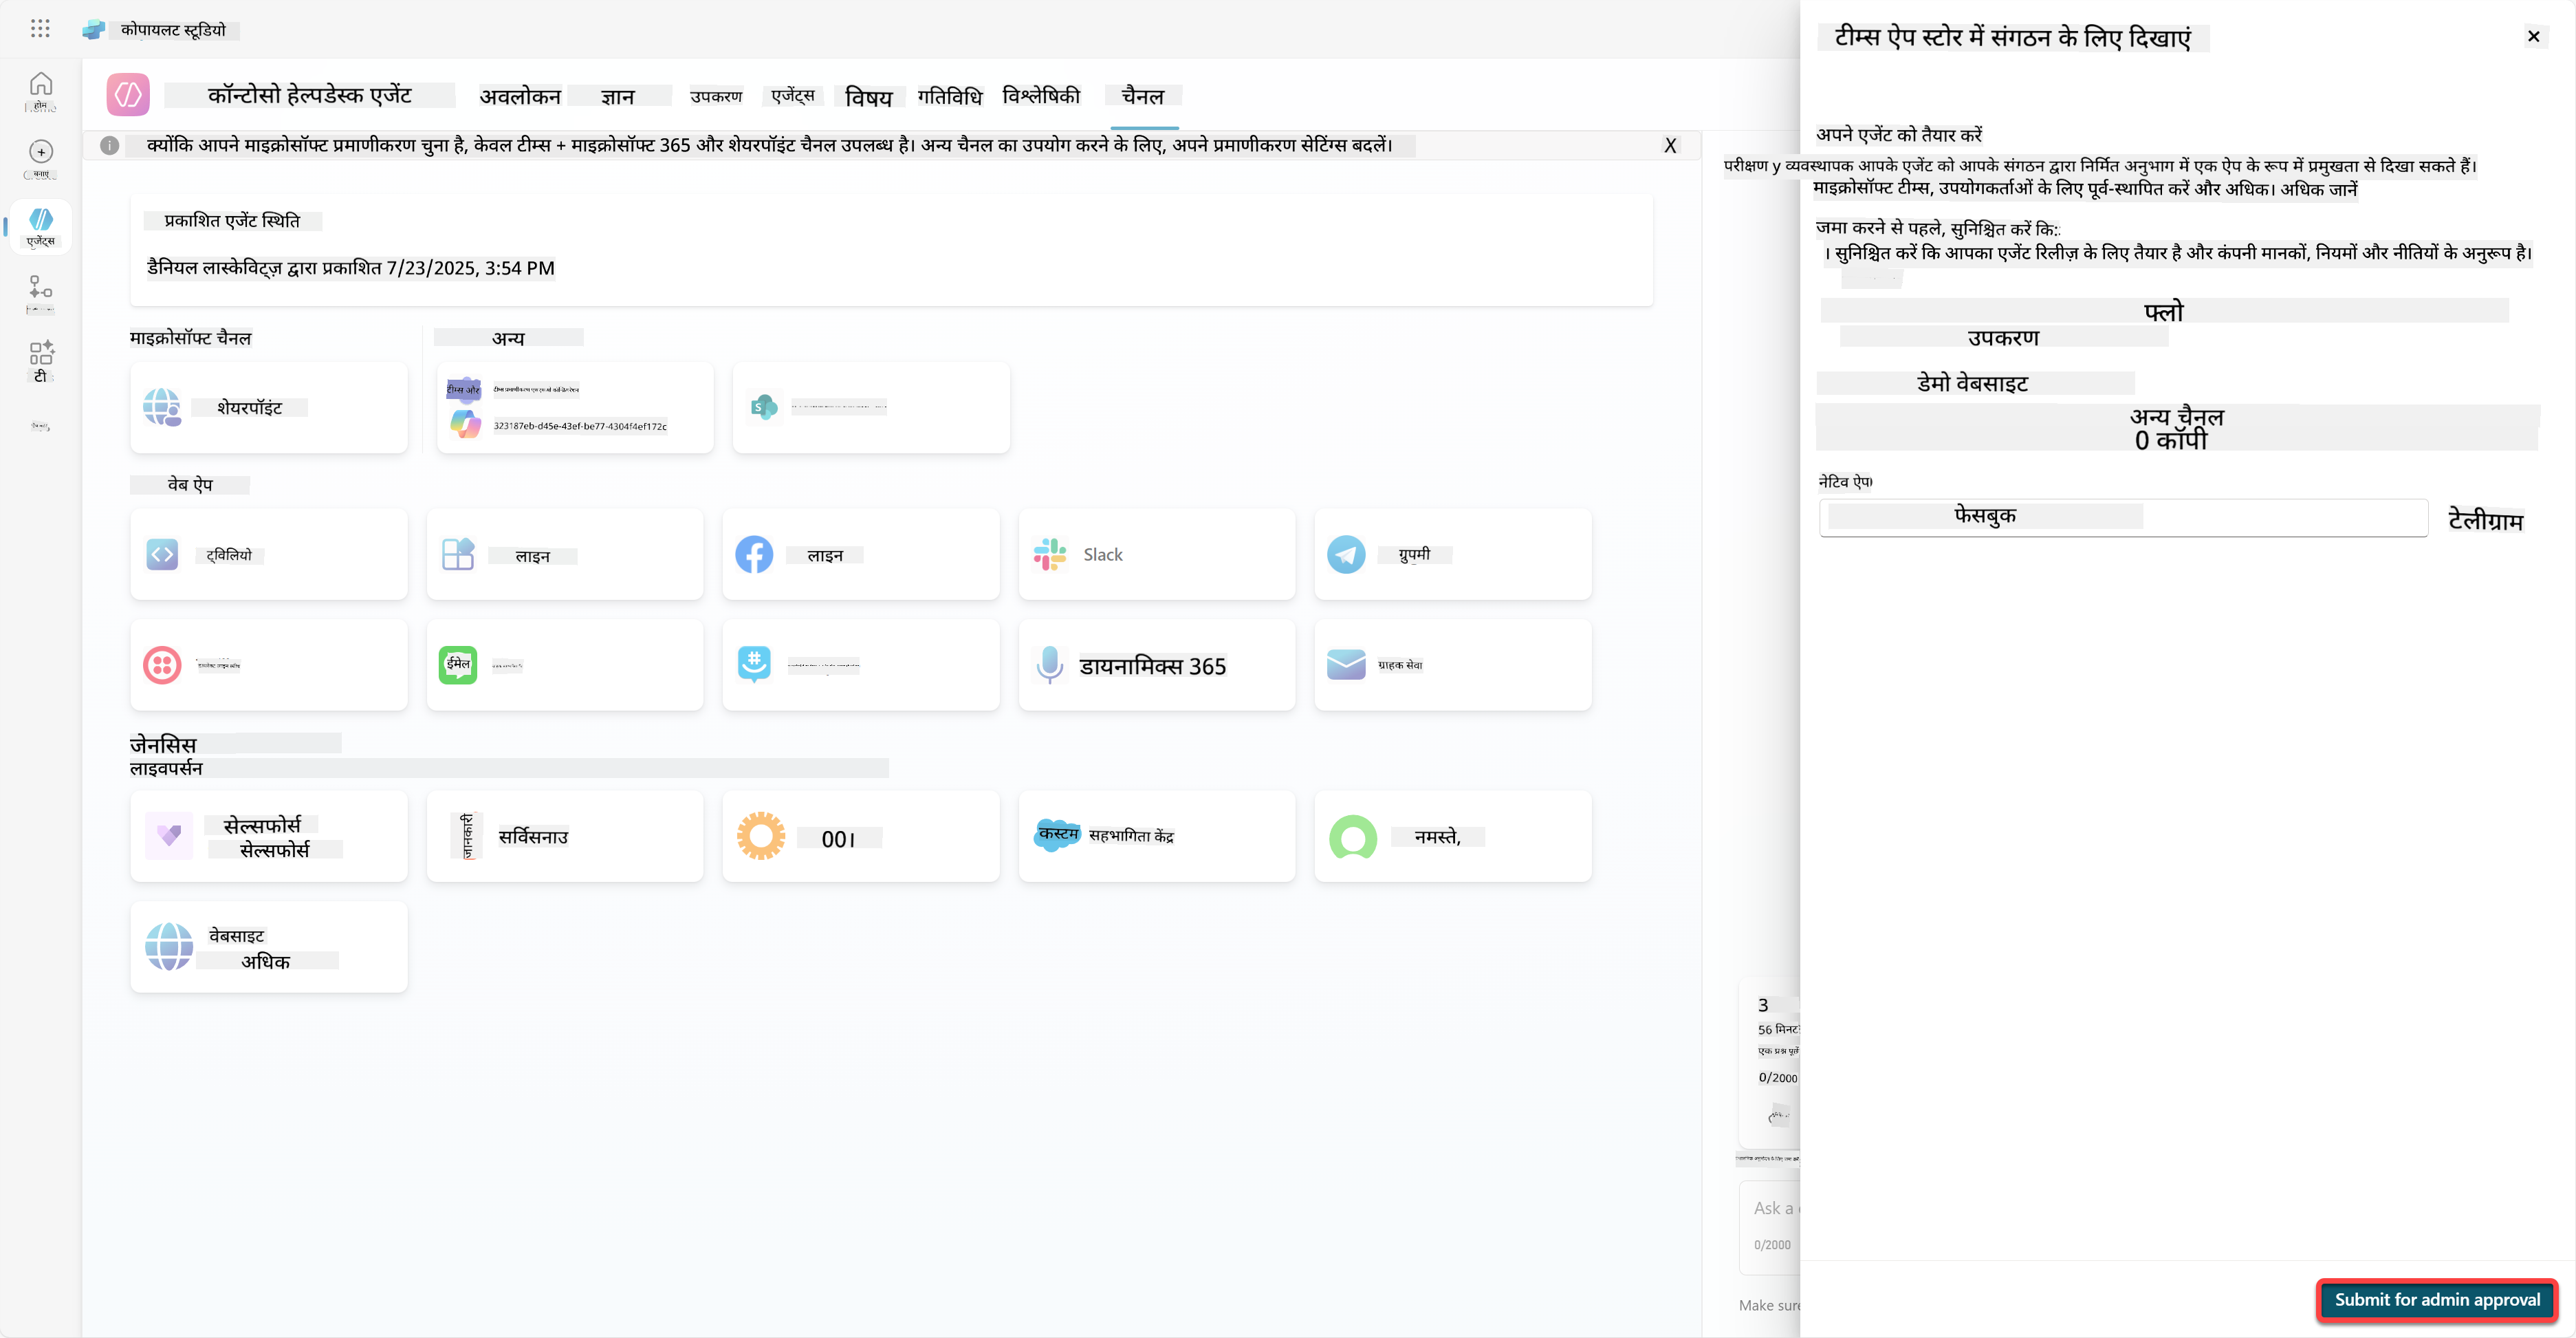 कोपायलट स्टूडियो
होम
बनाएं
एजेंट्स
टी
कॉन्टोसो हेल्पडेस्क एजेंट
अवलोकन
ज्ञान
उपकरण
एजेंट्स
विषय
गतिविधि
विश्लेषिकी
चैनल
क्योंकि आपने माइक्रोसॉफ्ट प्रमाणीकरण चुना है, केवल टीम्स + माइक्रोसॉफ्ट 365 और शेयरपॉइंट चैनल उपलब्ध है। अन्य चैनल का उपयोग करने के लिए, अपने प्रमाणीकरण सेटिंग्स बदलें।
X
प्रकाशित एजेंट स्थिति
डैनियल लास्केविट्ज़ द्वारा प्रकाशित 7/23/2025, 3:54 PM
माइक्रोसॉफ्ट चैनल
अन्य
शेयरपॉइंट
टीम्स और
323187eb-d45e-43ef-be77-4304f4ef172c
वेब ऐप
ट्विलियो
लाइन
लाइन
Slack
ग्रुपमी
ईमेल
डायनामिक्स 365
ग्राहक सेवा
जेनसिस
लाइवपर्सन
सेल्सफोर्स
सेल्सफोर्स
जानकारी
सर्विसनाउ
00।
कस्टम
सहभागिता केंद्र
नमस्ते,
वेबसाइट
अधिक
3
56 मिनट
0/2000
Ask a
0/2000
Make sure
टीम्स ऐप स्टोर में संगठन के लिए दिखाएं
अपने एजेंट को तैयार करें
परीक्षण y व्यवस्थापक आपके एजेंट को आपके संगठन द्वारा निर्मित अनुभाग में एक ऐप के रूप में प्रमुखता से दिखा सकते हैं।
माइक्रोसॉफ्ट टीम्स, उपयोगकर्ताओं के लिए पूर्व-स्थापित करें और अधिक। अधिक जानें
जमा करने से पहले, सुनिश्चित करें कि:
। सुनिश्चित करें कि आपका एजेंट रिलीज़ के लिए तैयार है और कंपनी मानकों, नियमों और नीतियों के अनुरूप है।
फ्लो
उपकरण
डेमो वेबसाइट
अन्य चैनल
0 कॉपी
नेटिव ऐप
फेसबुक
टेलीग्राम
Submit for admin approval